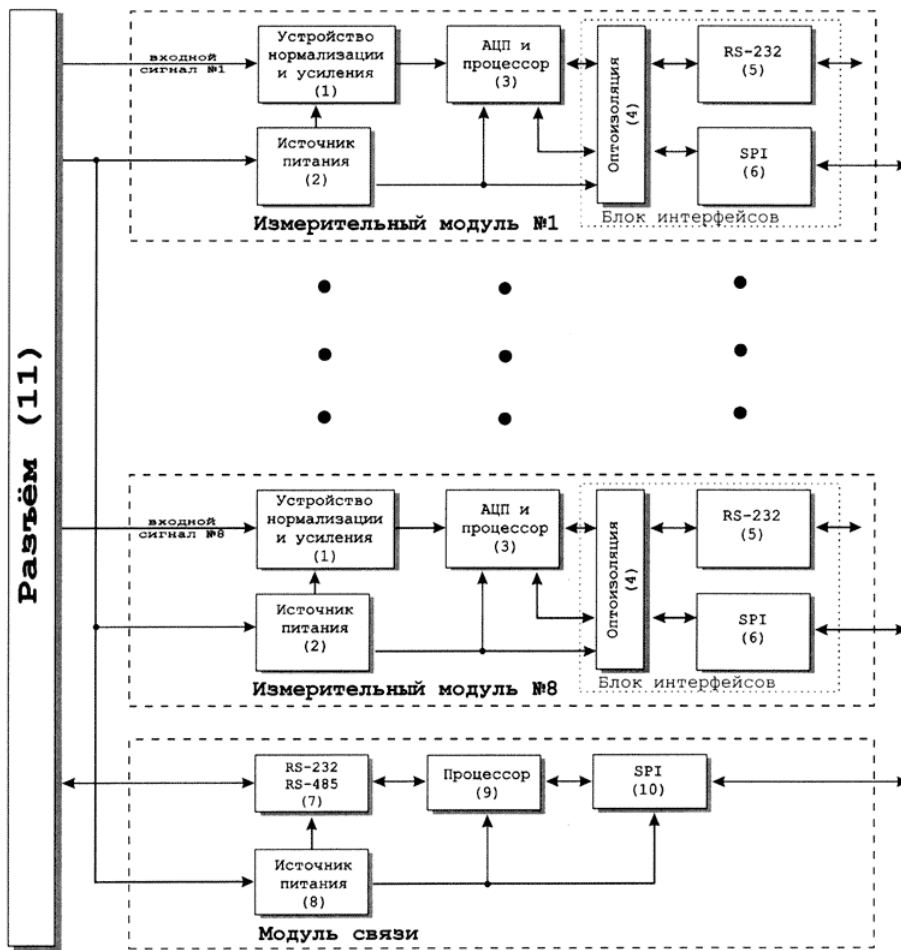 Разъём (11)
входной
сигнал №1
Устройство
нормализации
и усиления
(1)
АЦП и
процессор
(3)
Оптоизоляция
(4)
RS-232
(5)
Источник
питания
(2)
SPI
(6)
Измерительный модуль №1
Блок интерфейсов
входной
сигнал №8
Устройство
нормализации
и усиления
(1)
АЦП и
процессор
(3)
Оптоизоляция
(4)
RS-232
(5)
Источник
питания
(2)
SPI
(6)
Измерительный модуль №8
Блок интерфейсов
RS-232
RS-485
(7)
Процессор
(9)
SPI
(10)
Источник
питания
(8)
Модуль связи